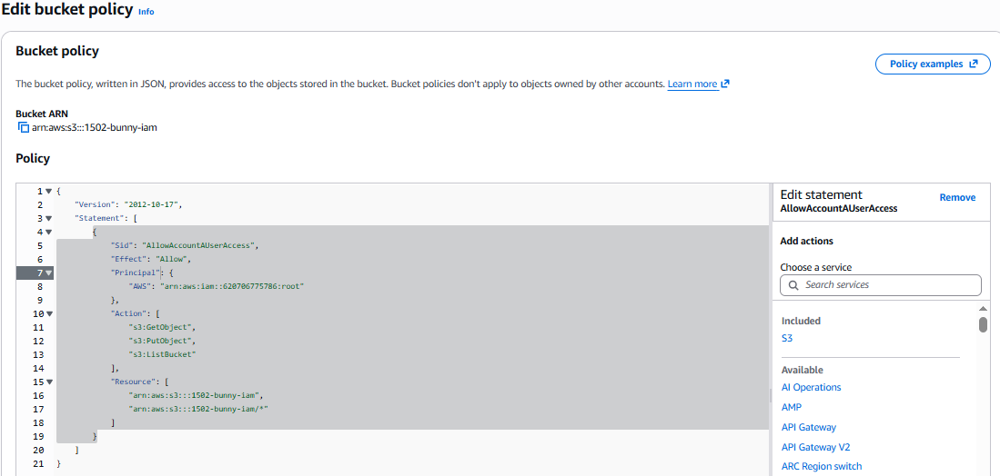 Edit bucket policy Info
Bucket policy
Policy examples
The bucket policy, written in JSON, provides access to the objects stored in the bucket. Bucket policies don't apply to objects owned by other accounts. Learn more
Bucket ARN
arn:aws:s3:::1502-bunny-iam
Policy
1 {
2 "Version": "2012-10-17",
3 "Statement": [
4 {
5 "Sid": "AllowAccountAUserAccess",
6 "Effect": "Allow",
7 "Principal": {
8 "AWS": "arn:aws:iam::620706775786:root"
9 },
10 "Action": [
11 "s3:GetObject",
12 "s3:PutObject",
13 "s3:ListBucket"
14 ],
15 "Resource": [
16 "arn:aws:s3:::1502-bunny-iam",
17 "arn:aws:s3:::1502-bunny-iam/*"
18 ]
19 }
20 ]
21 }
Edit statement
Remove
AllowAccountAUserAccess
Add actions
Choose a service
Search services
Included
S3
Available
AI Operations
AMP
API Gateway
API Gateway V2
ARC Region switch